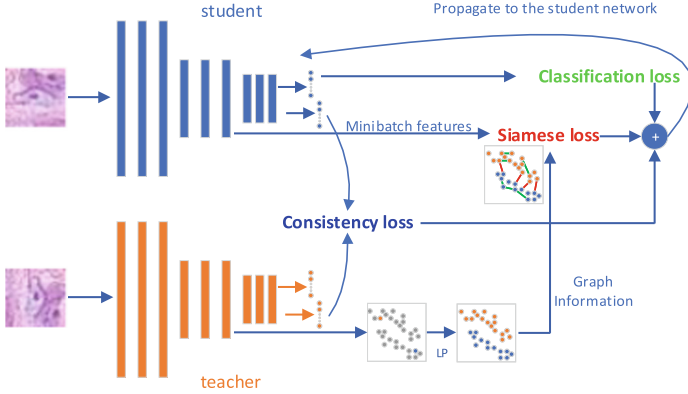 student
Propagate to the student network
Classification loss
Minibatch features
Siamese loss
+
Consistency loss
Graph
Information
LP
teacher